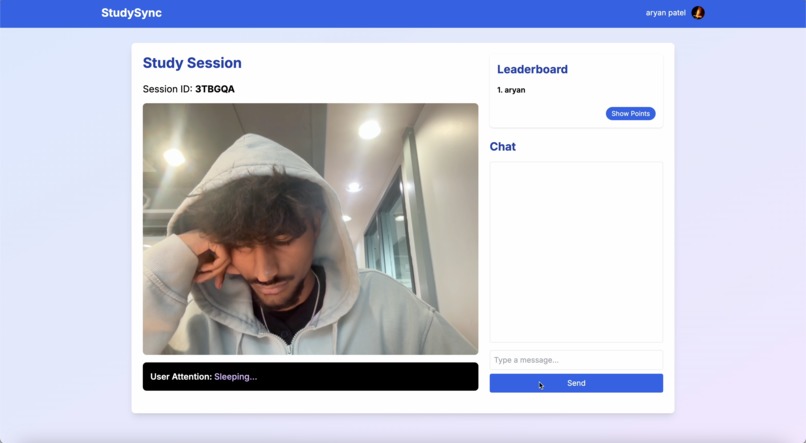 StudySync
aryan patel
Study Session
Session ID: 3TBGQA
User Attention: Sleeping...
Leaderboard
1. aryan
Show Points
Chat
Type a message...
Send